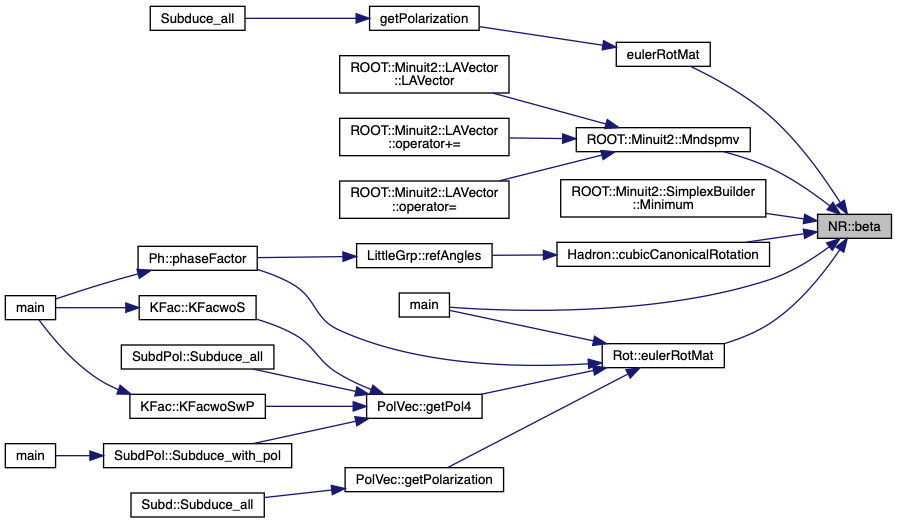 Subduce_all
getPolarization
eulerRotMat
ROOT::Minuit2::LAVector
::LAVector
ROOT::Minuit2::LAVector
::operator+=
ROOT::Minuit2::Mndspmv
ROOT::Minuit2::LAVector
::operator=
ROOT::Minuit2::SimplexBuilder
::Minimum
NR::beta
Ph::phaseFactor
LittleGrp::refAngles
Hadron::cubicCanonicalRotation
main
KFac::KFacwoS
main
SubdPol::Subduce_all
Rot::eulerRotMat
KFac::KFacwoSwP
PolVec::getPol4
main
SubdPol::Subduce_with_pol
PolVec::getPolarization
Subd::Subduce_all